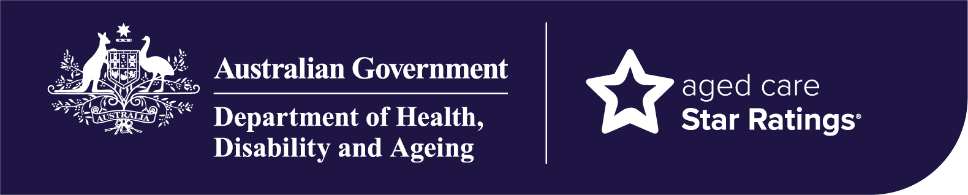 AUSTRALIA
Australian Government
Department of Health,
Disability and Ageing
aged care
Star Ratings®